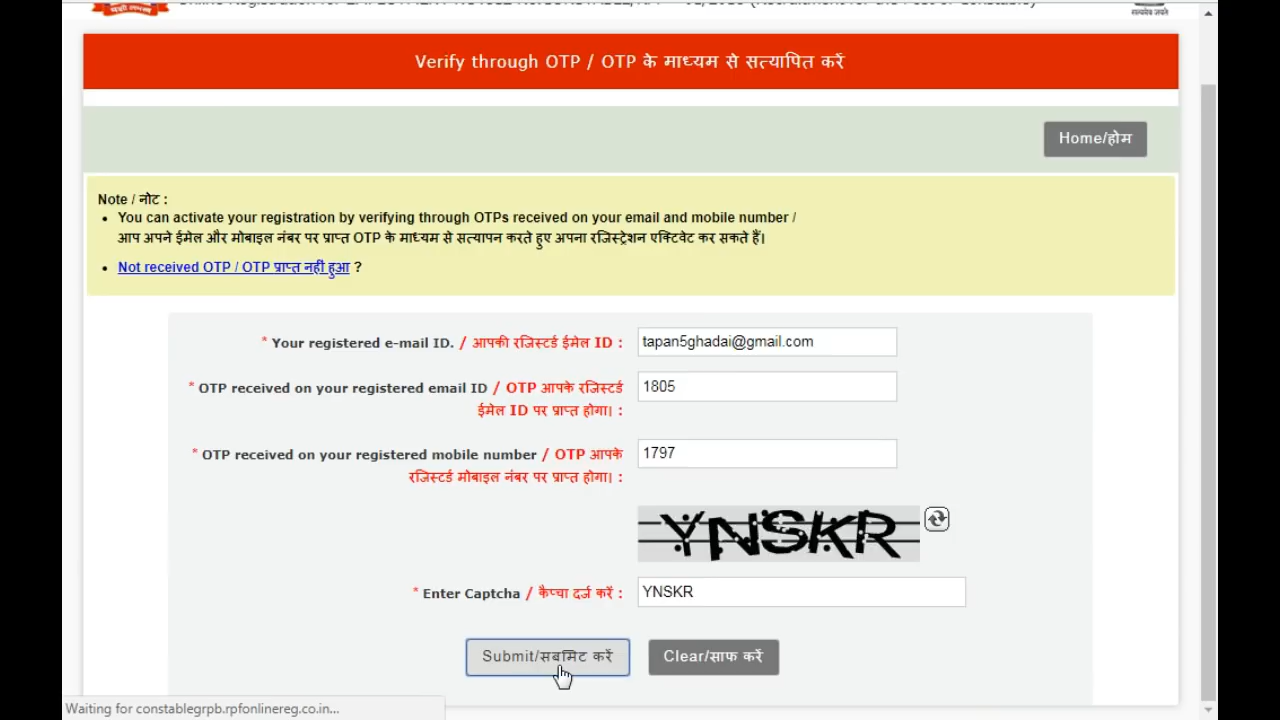 Verify through OTP / OTP के माध्यम से सत्यापित करें
Home/होम
Note / नोट :
• You can activate your registration by verifying through OTPs received on your email and mobile number /
आप अपने ईमेल और मोबाइल नंबर पर प्राप्त OTP के माध्यम से सत्यापन करते हुए अपना रजिस्ट्रेशन एक्टिवेट कर सकते हैं।
• Not received OTP / OTP प्राप्त नहीं हुआ ?
* Your registered e-mail ID. / आपकी रजिस्टर्ड ईमेल ID : tapan5ghadai@gmail.com
* OTP received on your registered email ID / OTP आपके रजिस्टर्ड 1805
ईमेल ID पर प्राप्त होगा। :
* OTP received on your registered mobile number / OTP आपके 1797
रजिस्टर्ड मोबाइल नंबर पर प्राप्त होगा। :
YNSKR
* Enter Captcha / कैप्चा दर्ज करें : YNSKR
Submit/सबमिट करें Clear/साफ करें
Waiting for constablegrpb.rpfonlinereg.co.in...